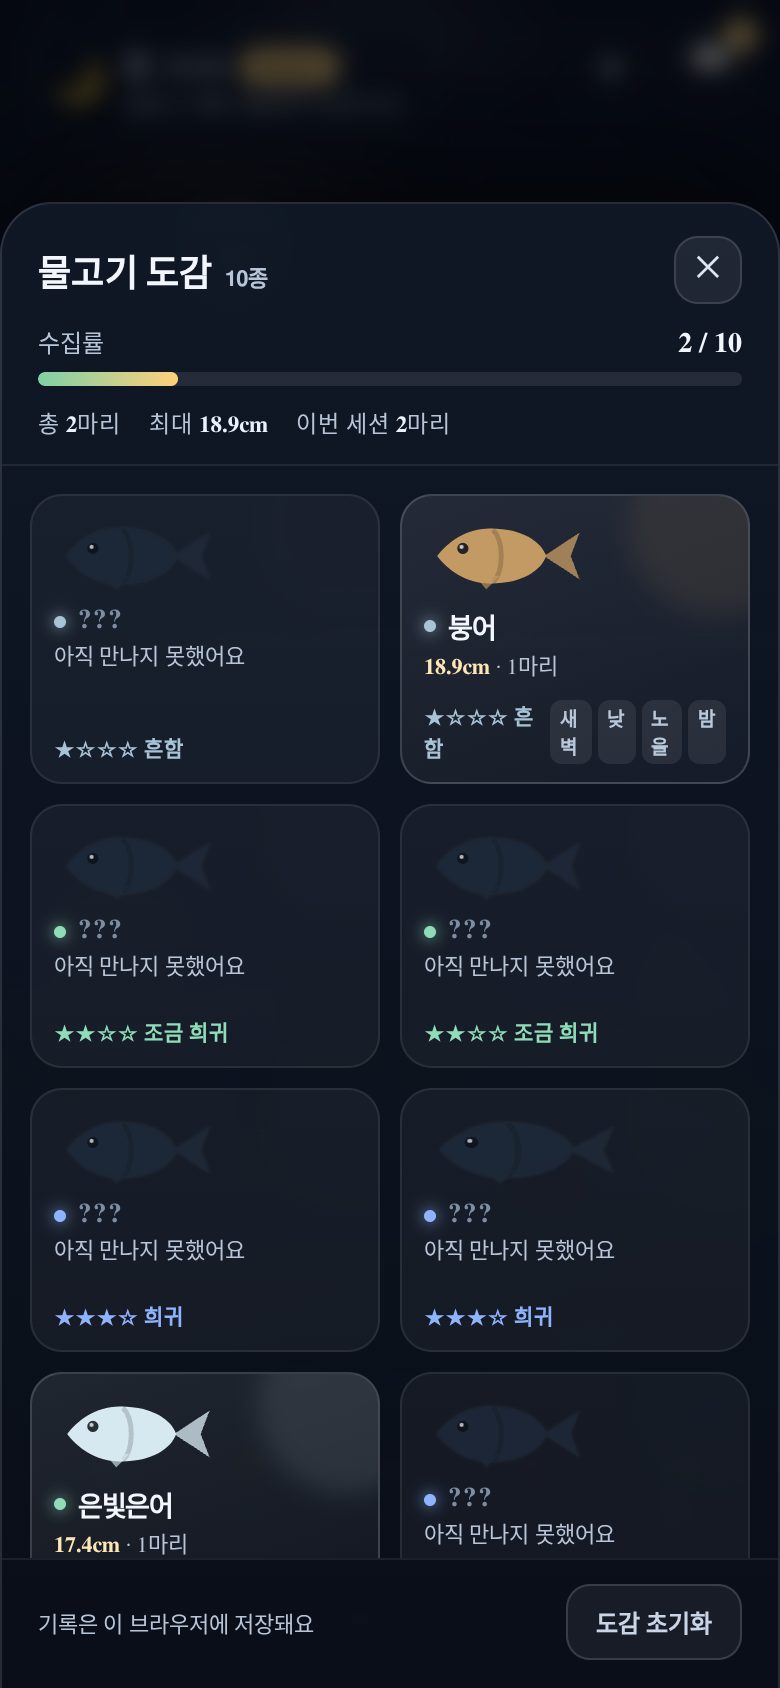 물고기 도감 10종
수집률 2 / 10
총 2마리 최대 18.9cm 이번 세션 2마리
???
아직 만나지 못했어요
★☆☆☆ 흔함
붕어
18.9cm · 1마리
★☆☆☆ 흔
함
새
벽
낮
노
을
밤
???
아직 만나지 못했어요
★★☆☆ 조금 희귀
???
아직 만나지 못했어요
★★☆☆ 조금 희귀
???
아직 만나지 못했어요
★★★☆ 희귀
???
아직 만나지 못했어요
★★★☆ 희귀
은빛은어
17.4cm · 1마리
???
아직 만나지 못했어요
기록은 이 브라우저에 저장돼요
도감 초기화